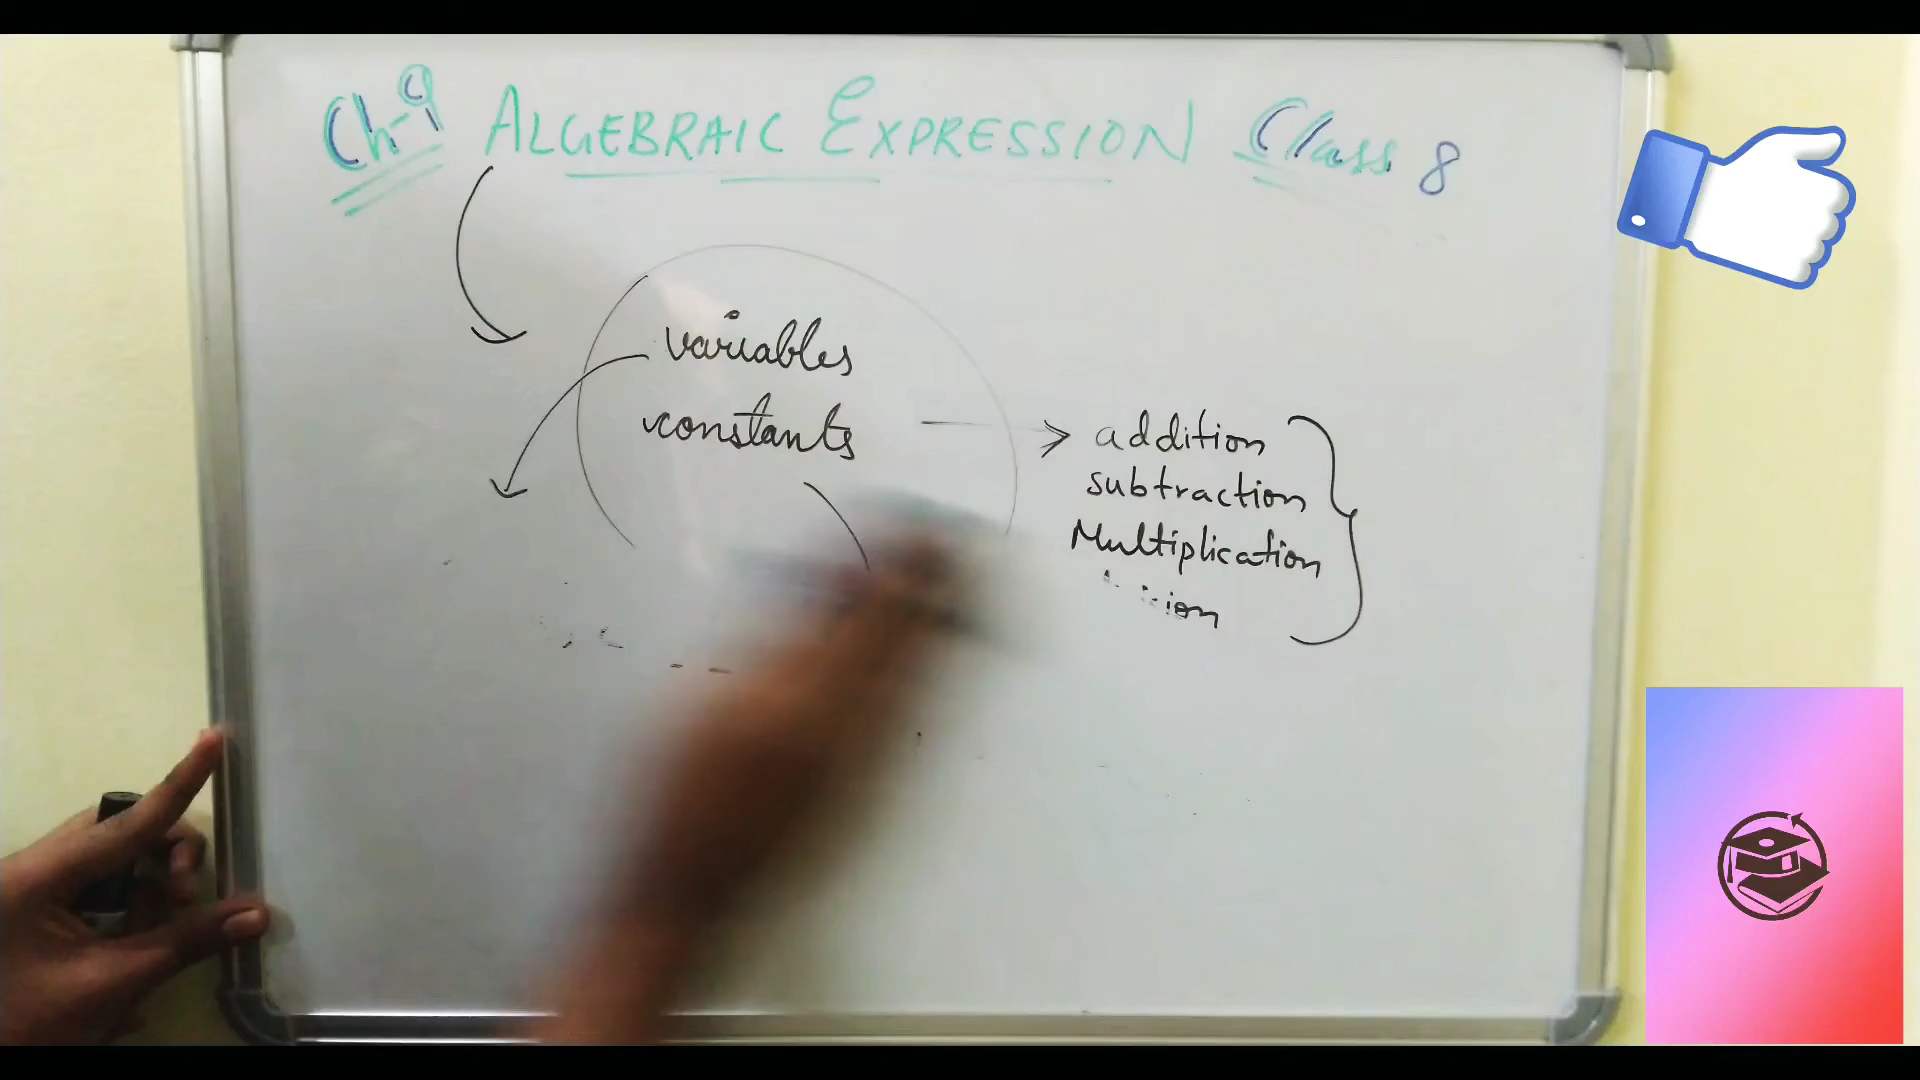 Ch-9 ALGEBRAIC EXPRESSION Class 8
variables
constants
addition
subtraction
Multiplication